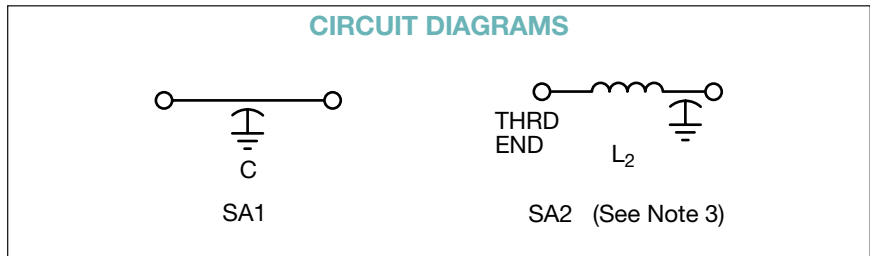 CIRCUIT DIAGRAMS
THRD
END
C
L₂
SA1
SA2 (See Note 3)